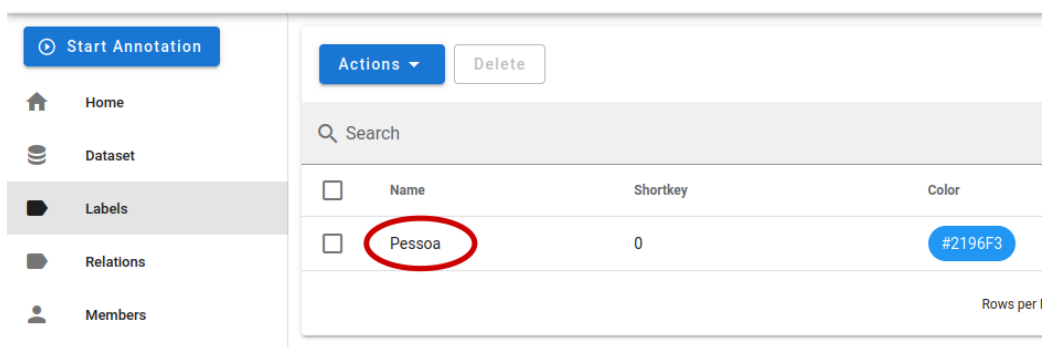 Start Annotation
Actions
Delete
Home
Search
Dataset
Name Shortkey Color
Labels
Pessoa 0 #2196F3
Relations
Rows per
Members